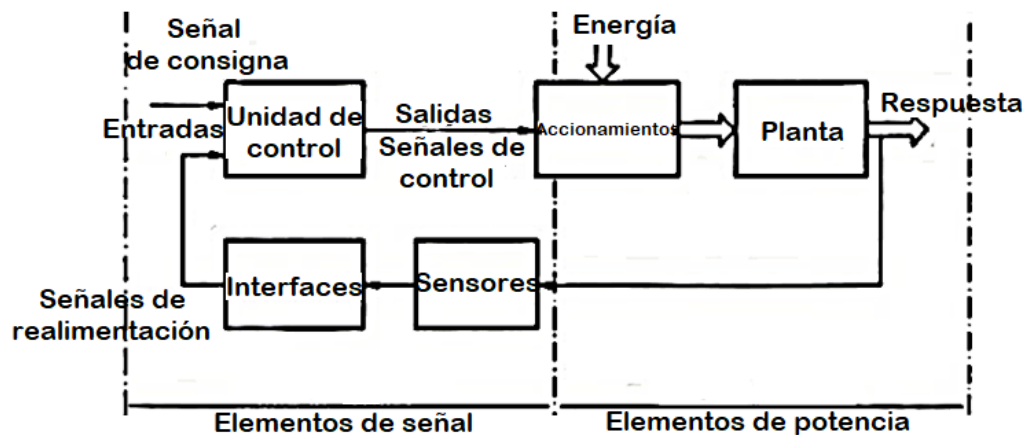 Señal
de consigna
Energía
Entradas
Unidad de
control
Salidas
Señales de
control
Accionamientos
Planta
Respuesta
Interfaces
Sensores
Señales de
realimentación
Elementos de señal
Elementos de potencia